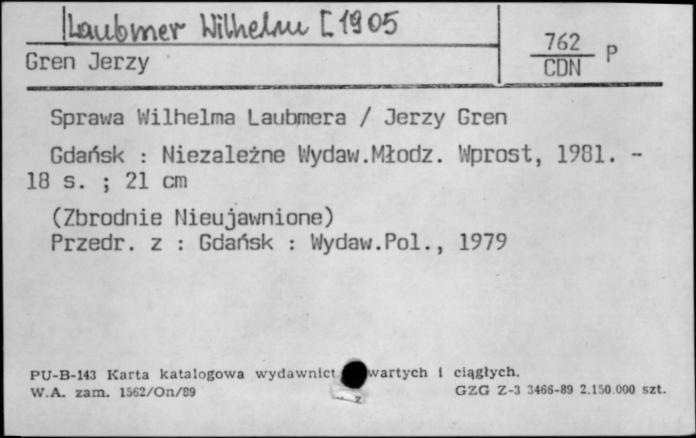 Laubmer Wilhelm [1905
Gren Jerzy
762 P
CDN
Sprawa Wilhelma Laubmera / Jerzy Gren
Gdańsk : Niezależne Wydaw.Młodz. Wprost, 1981. -
18 s. ; 21 cm
(Zbrodnie Nieujawnione)
Przedr. z : Gdańsk : Wydaw.Pol., 1979
PU-B-143 Karta katalogowa wydawnict wartych i ciągłych.
W.A. zam. 1562/On/89 GZG Z-3 3466-89 2.150.000 szt.
z